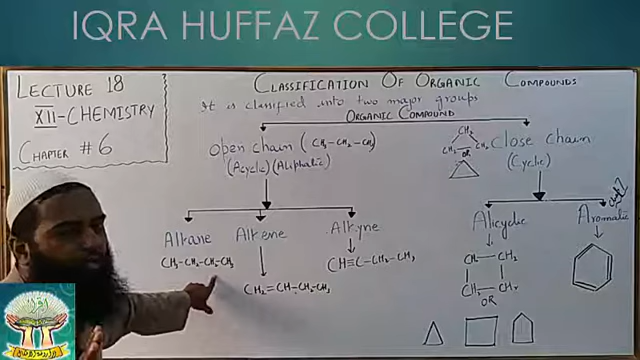 IQRA HUFFAZ COLLEGE
LECTURE 18
XII-CHEMISTRY
CHAPTER #6
CLASSIFICATION OF ORGANIC COMPOUNDS
It is classified into two major groups
ORGANIC COMPOUND
Open chain (CH3-CH2-CH3)
(Acyclic) (Aliphatic)
CH2
CH2 CH2
OR
Close chain
(Cyclic)
Alkane
CH3-CH2-CH2-CH3
Alkene
CH2=CH-CH2-CH3
Alkyne
CH≡C-CH2-CH3
Alicyclic
CH2
CH2
OR
Aromatic